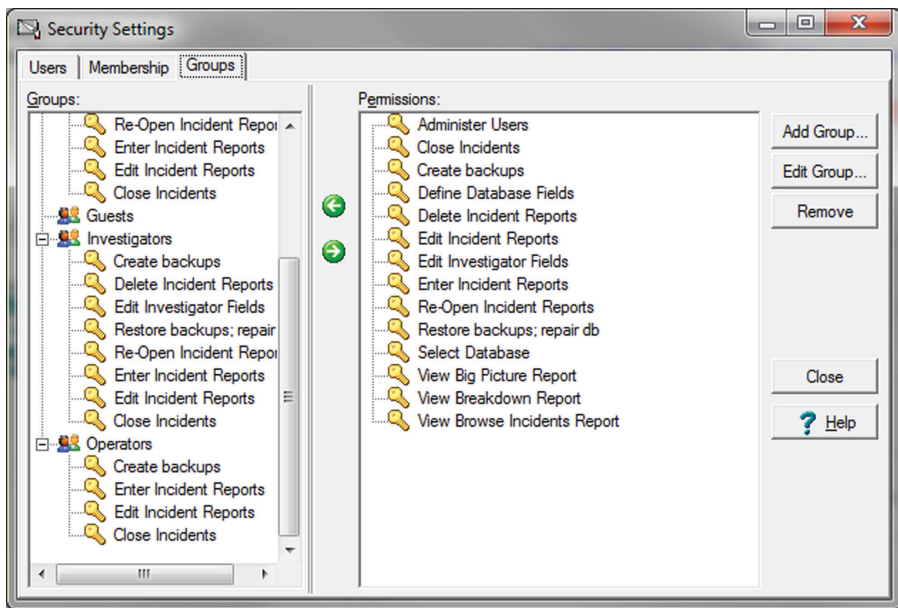 Security Settings
Users
Membership
Groups
Groups:
Re-Open Incident Repor
Enter Incident Reports
Edit Incident Reports
Close Incidents
Guests
Investigators
Create backups
Delete Incident Reports
Edit Investigator Fields
Restore backups; repair
Re-Open Incident Repor
Enter Incident Reports
Edit Incident Reports
Close Incidents
Operators
Create backups
Enter Incident Reports
Edit Incident Reports
Close Incidents
Permissions:
Administer Users
Close Incidents
Create backups
Define Database Fields
Delete Incident Reports
Edit Incident Reports
Edit Investigator Fields
Enter Incident Reports
Re-Open Incident Reports
Restore backups; repair db
Select Database
View Big Picture Report
View Breakdown Report
View Browse Incidents Report
Add Group...
Edit Group...
Remove
Close
? Help